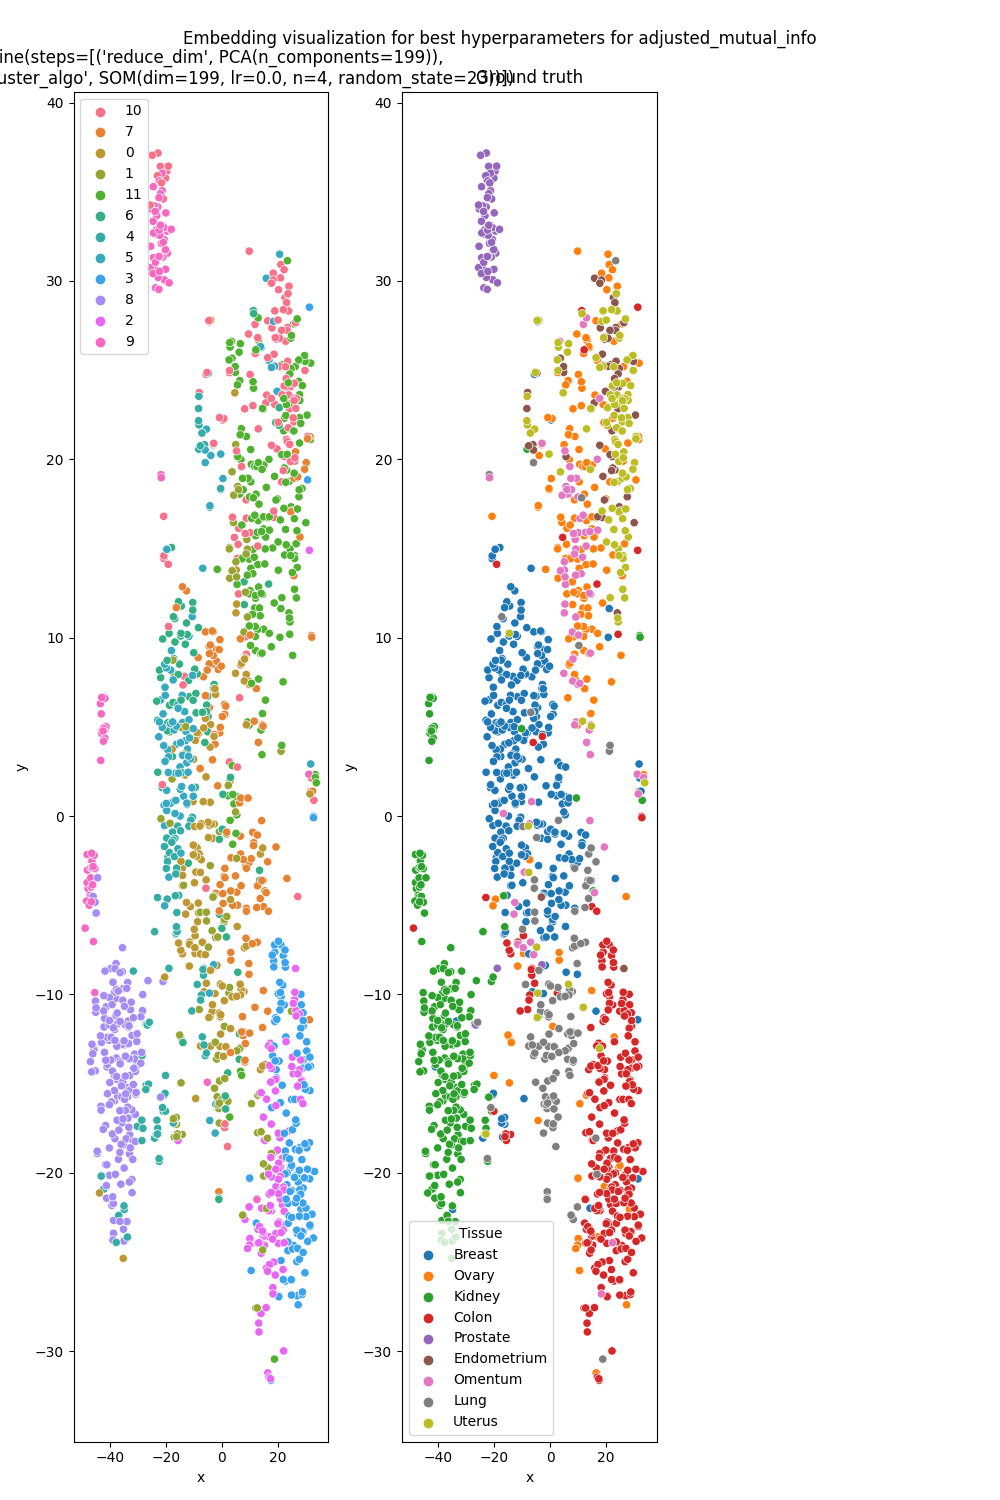 Embedding visualization for best hyperparameters for adjusted_mutual_info
ine(steps=[('reduce_dim', PCA(n_components=199)),
uster_algo', SOM(dim=199, lr=0.0, n=4, random_state=23))])
Ground truth
40
30
20
10
0
−10
−20
−30
y
−40
−20
0
20
x
10
7
0
1
11
6
4
5
3
8
2
9
40
30
20
10
0
−10
−20
−30
y
−40
−20
0
20
x
Tissue
Breast
Ovary
Kidney
Colon
Prostate
Endometrium
Omentum
Lung
Uterus